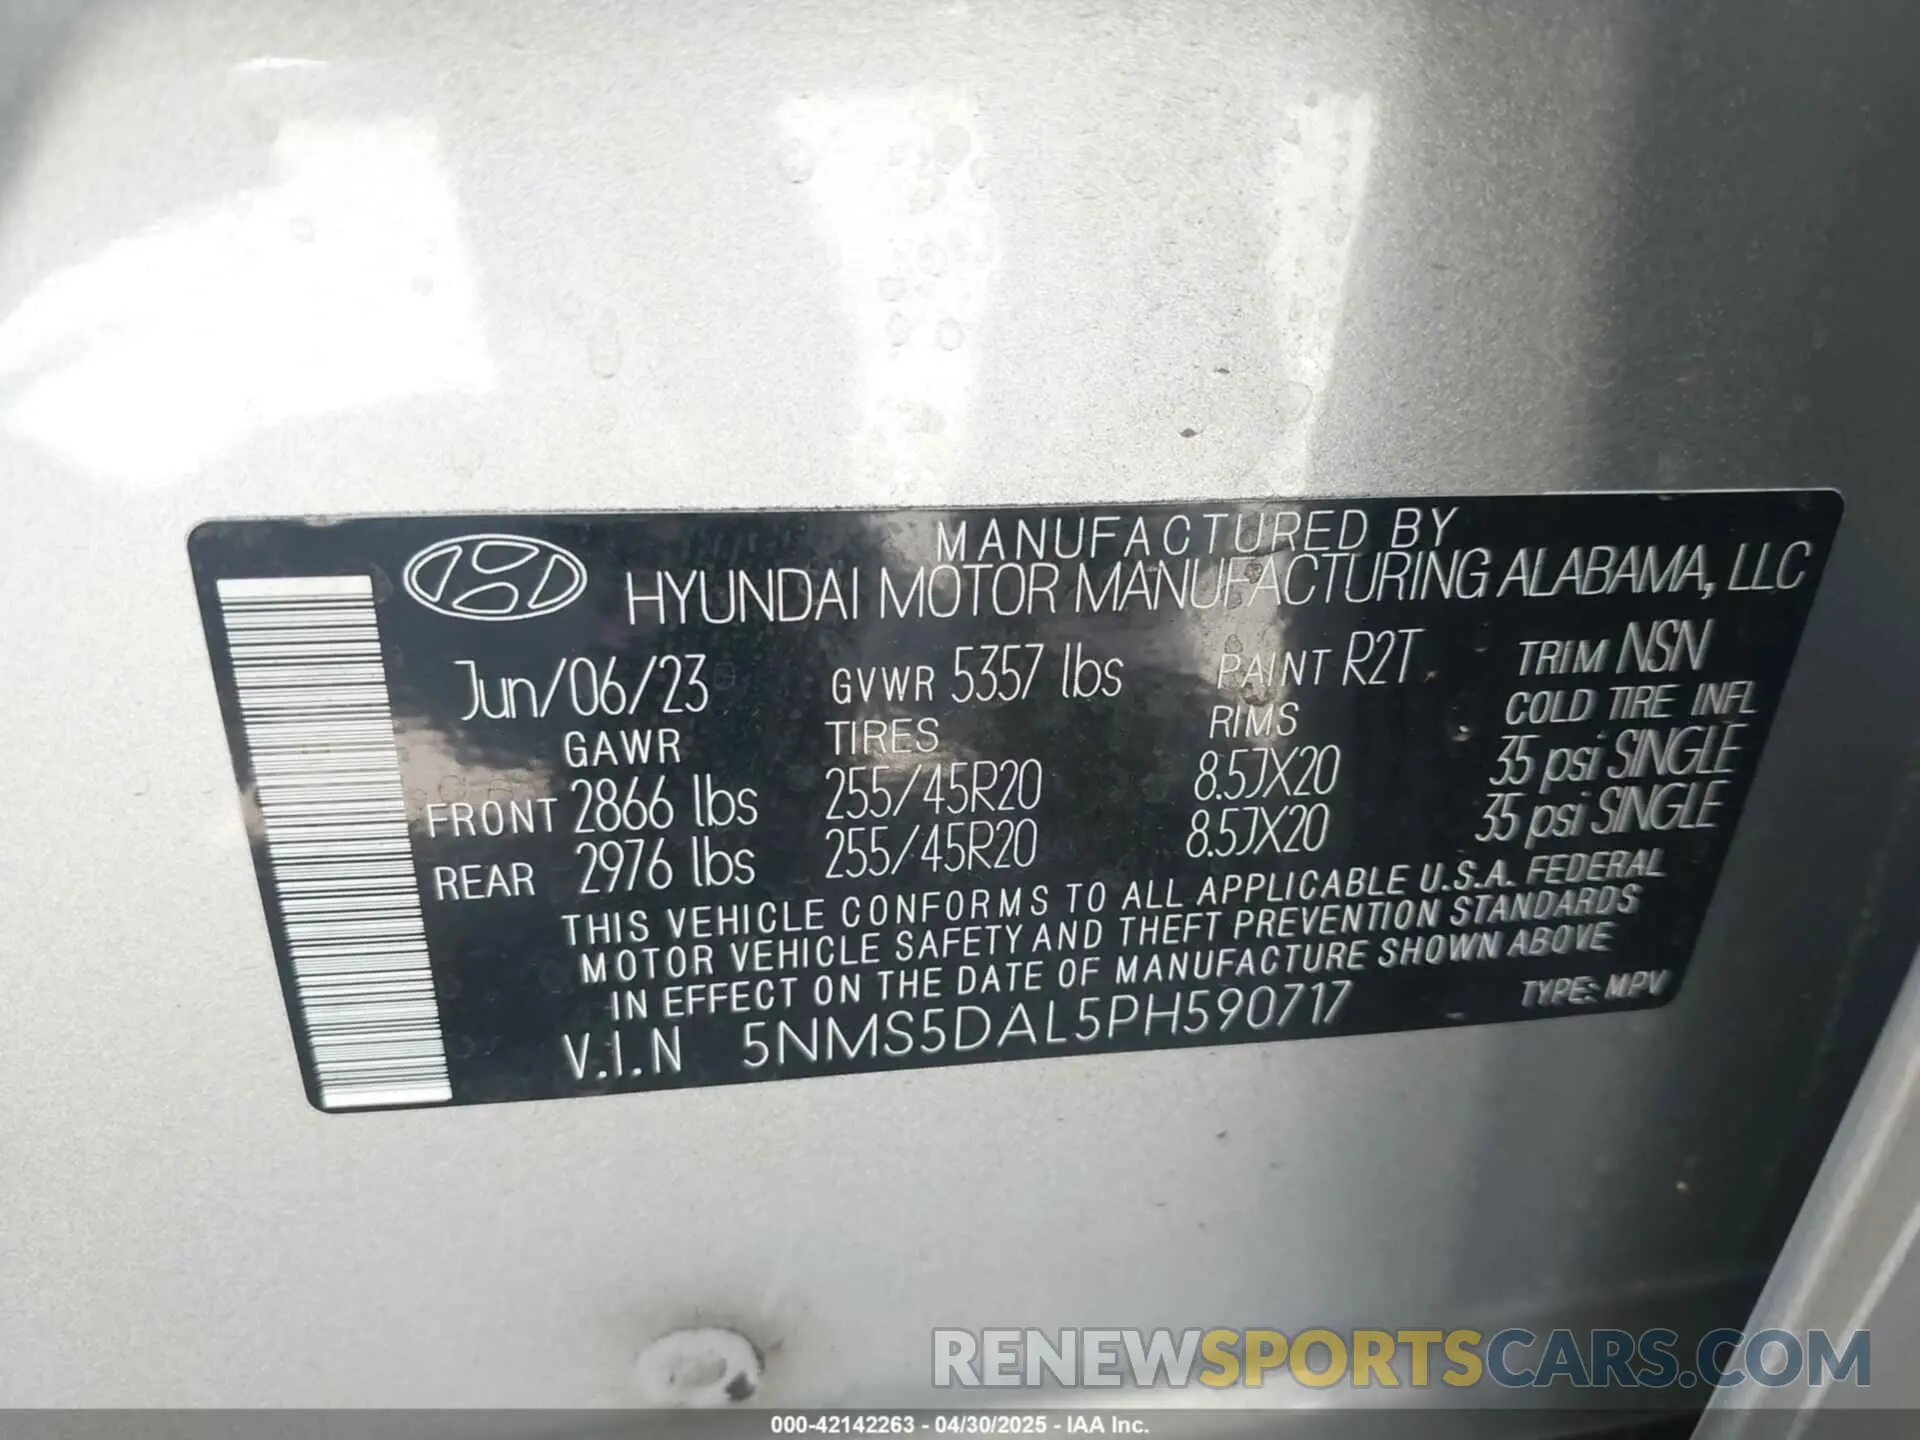 MANUFACTURED BY
HYUNDAI MOTOR MANUFACTURING ALABAMA, LLC
Jun/06/23 GVWR 5357 lbs PAINT R2T TRIM NSN
GAWR TIRES RIMS COLD TIRE INFL
FRONT 2866 lbs 255/45R20 8.5JX20 35 psi SINGLE
REAR 2976 lbs 255/45R20 8.5JX20 35 psi SINGLE
THIS VEHICLE CONFORMS TO ALL APPLICABLE U.S.A. FEDERAL
MOTOR VEHICLE SAFETY AND THEFT PREVENTION STANDARDS
IN EFFECT ON THE DATE OF MANUFACTURE SHOWN ABOVE
V.I.N 5NMS5DAL5PH590717 TYPE: MPV
RENEWSPORTSCARS.COM
000-42142263 - 04/30/2025 - IAA Inc.